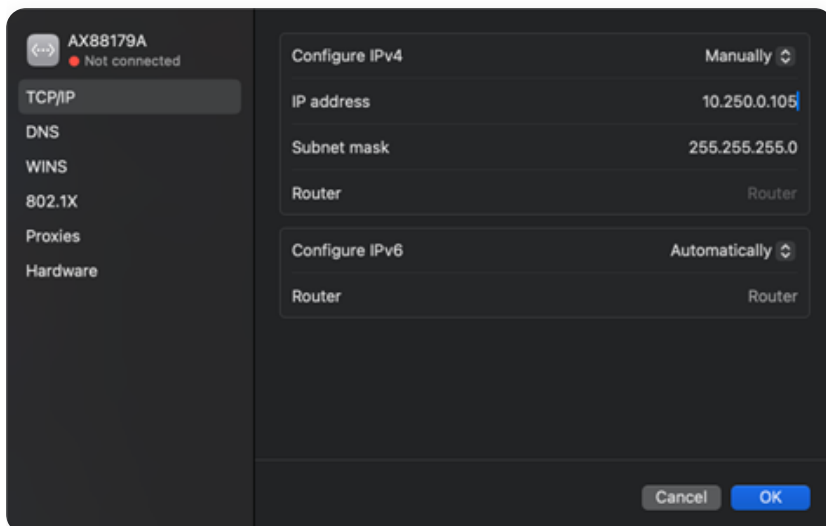 AX88179A
Not connected
TCP/IP
DNS
WINS
802.1X
Proxies
Hardware
Configure IPv4 Manually
IP address 10.250.0.105
Subnet mask 255.255.255.0
Router Router
Configure IPv6 Automatically
Router Router
Cancel OK